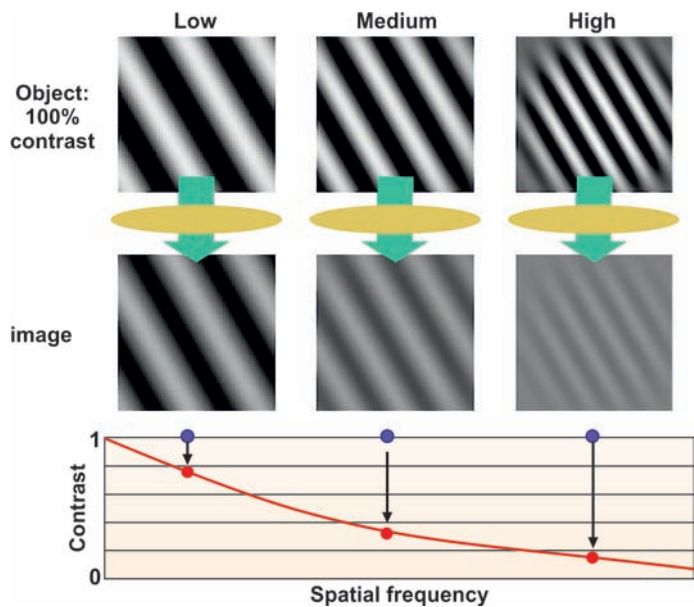 Low Medium High
Object:
100%
contrast
image
1
Contrast
0
Spatial frequency